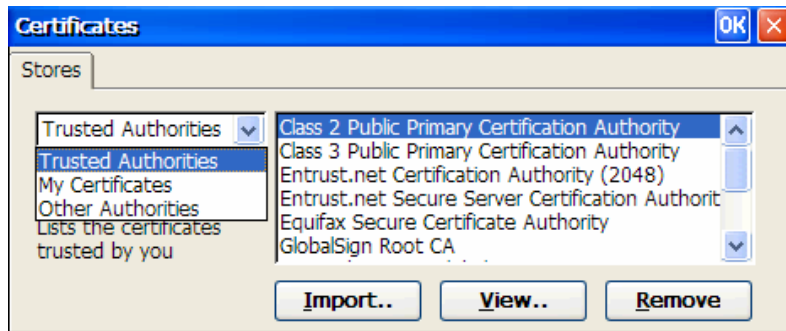 Certificates
OK
Stores
Trusted Authorities
Trusted Authorities
My Certificates
Other Authorities
Lists the certificates
trusted by you
Class 2 Public Primary Certification Authority
Class 3 Public Primary Certification Authority
Entrust.net Certification Authority (2048)
Entrust.net Secure Server Certification Authorit
Equifax Secure Certificate Authority
GlobalSign Root CA
Import..
View..
Remove